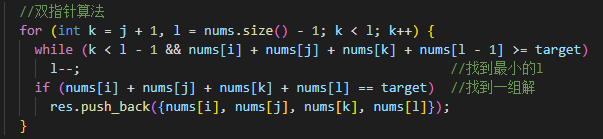 //双指针算法
for (int k = j + 1, l = nums.size() - 1; k < l; k++) {
while (k < l - 1 && nums[i] + nums[j] + nums[k] + nums[l - 1] >= target)
l--; //找到最小的l
if (nums[i] + nums[j] + nums[k] + nums[l] == target) //找到一组解
res.push_back({nums[i], nums[j], nums[k], nums[l]});
}